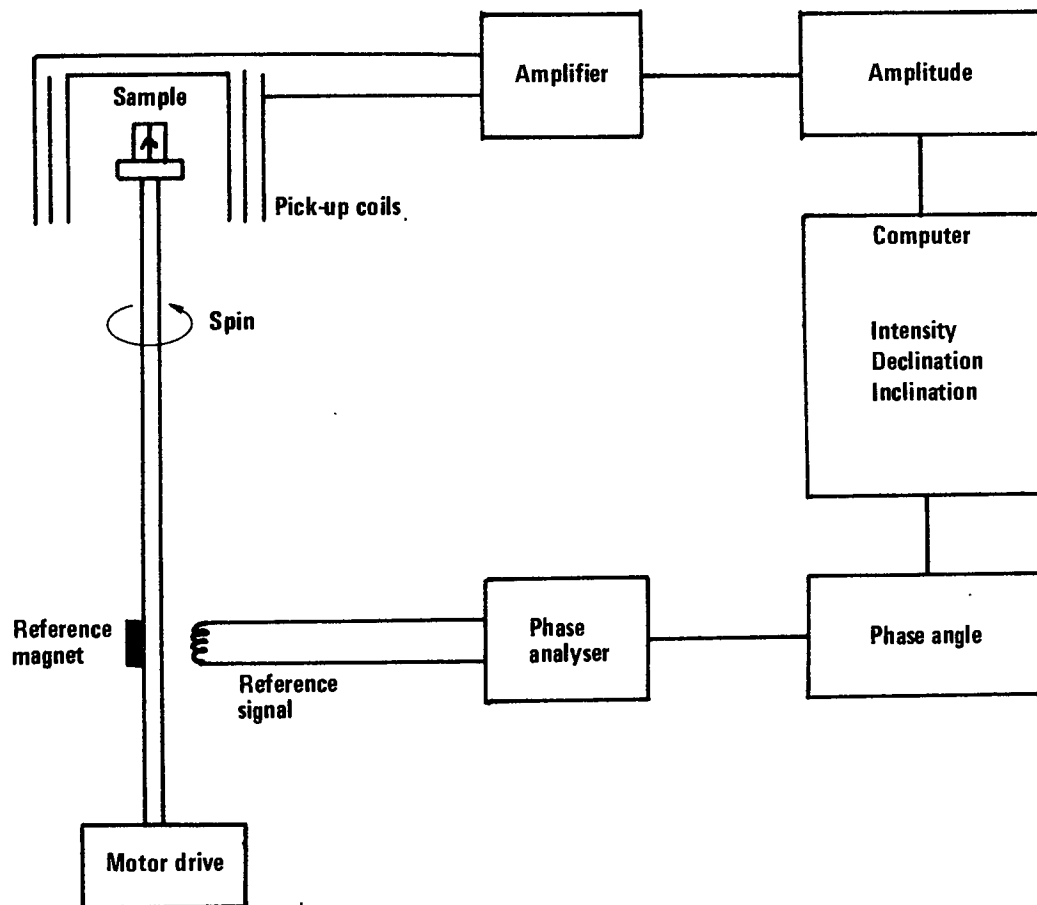 Amplifier
Amplitude
Sample
Pick-up coils
Computer
Spin
Intensity
Declination
Inclination
Reference
magnet
Phase
analyser
Phase angle
Reference
signal
Motor drive